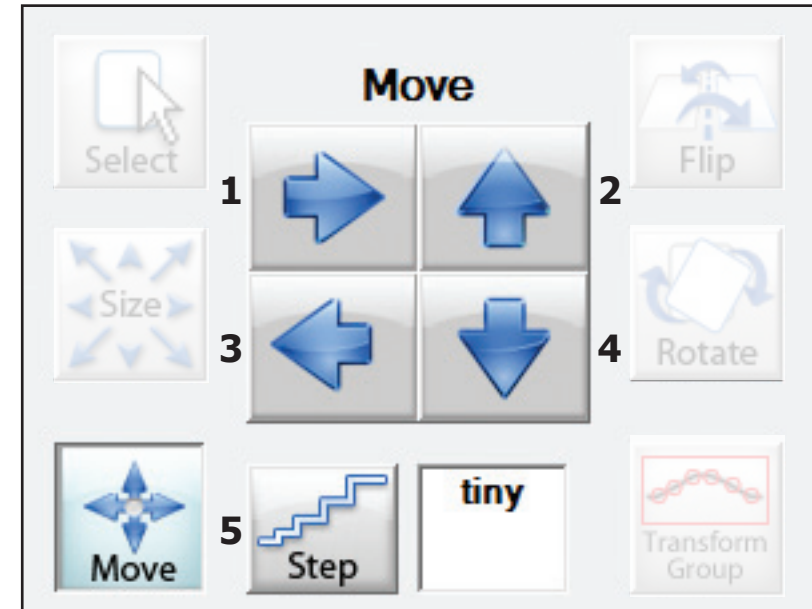 Move
Select
Flip
1
2
Size
3
4
Rotate
Move
5
Step
tiny
Transform
Group